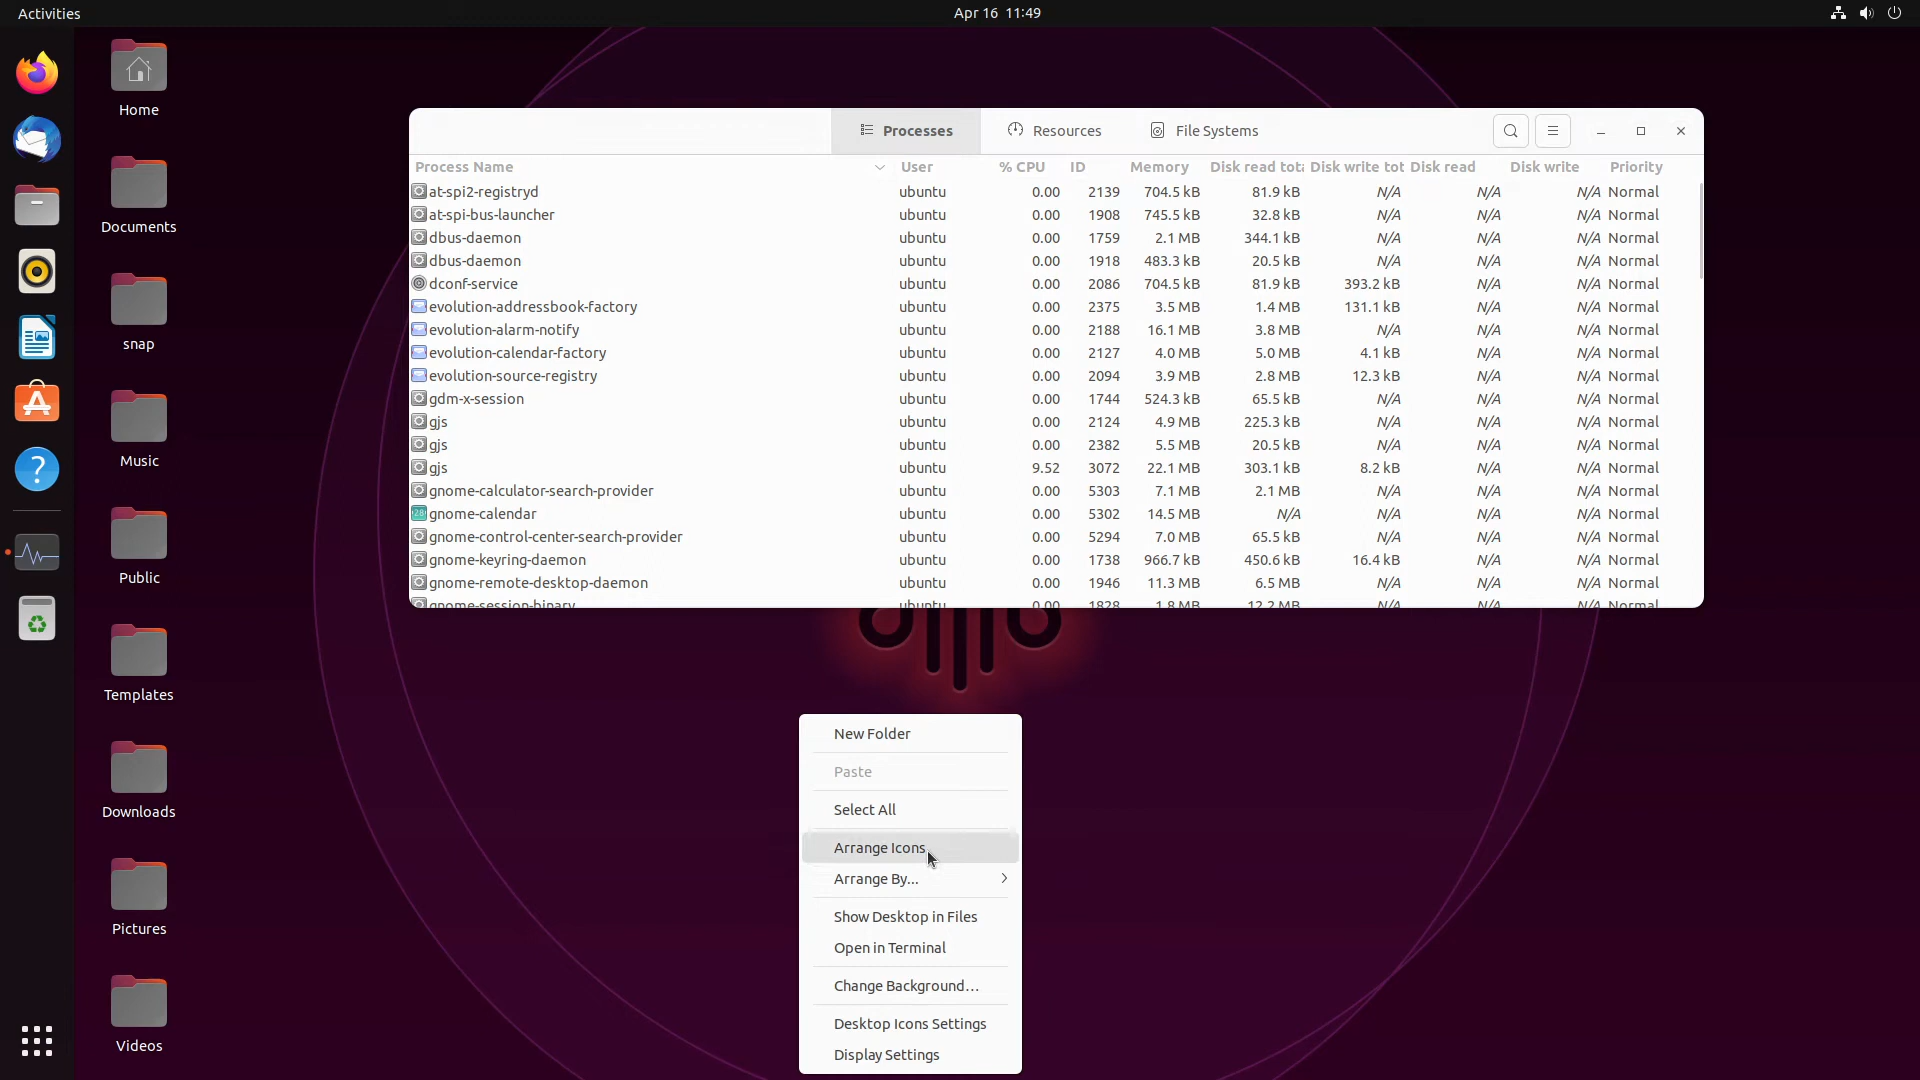 Activities
Apr 16 11:49
Home
Documents
snap
Music
Public
Templates
Downloads
Pictures
Videos
Processes Resources File Systems
Process Name User % CPU ID Memory Disk read tota Disk write tot Disk read Disk write Priority
at-spi2-registryd ubuntu 0.00 2139 704.5 kB 81.9 kB N/A N/A N/A Normal
at-spi-bus-launcher ubuntu 0.00 1908 745.5 kB 32.8 kB N/A N/A N/A Normal
dbus-daemon ubuntu 0.00 1759 2.1 MB 344.1 kB N/A N/A N/A Normal
dbus-daemon ubuntu 0.00 1918 483.3 kB 20.5 kB N/A N/A N/A Normal
dconf-service ubuntu 0.00 2086 704.5 kB 81.9 kB 393.2 kB N/A N/A Normal
evolution-addressbook-factory ubuntu 0.00 2375 3.5 MB 1.4 MB 131.1 kB N/A N/A Normal
evolution-alarm-notify ubuntu 0.00 2188 16.1 MB 3.8 MB N/A N/A N/A Normal
evolution-calendar-factory ubuntu 0.00 2127 4.0 MB 5.0 MB 4.1 kB N/A N/A Normal
evolution-source-registry ubuntu 0.00 2094 3.9 MB 2.8 MB 12.3 kB N/A N/A Normal
gdm-x-session ubuntu 0.00 1744 524.3 kB 65.5 kB N/A N/A N/A Normal
gjs ubuntu 0.00 2124 4.9 MB 225.3 kB N/A N/A N/A Normal
gjs ubuntu 0.00 2382 5.5 MB 20.5 kB N/A N/A N/A Normal
gjs ubuntu 9.52 3072 22.1 MB 303.1 kB 8.2 kB N/A N/A Normal
gnome-calculator-search-provider ubuntu 0.00 5303 7.1 MB 2.1 MB N/A N/A N/A Normal
gnome-calendar ubuntu 0.00 5302 14.5 MB N/A N/A N/A N/A Normal
gnome-control-center-search-provider ubuntu 0.00 5294 7.0 MB 65.5 kB N/A N/A N/A Normal
gnome-keyring-daemon ubuntu 0.00 1738 966.7 kB 450.6 kB 16.4 kB N/A N/A Normal
gnome-remote-desktop-daemon ubuntu 0.00 1946 11.3 MB 6.5 MB N/A N/A N/A Normal
gnome-session-binary ubuntu 0.00 1828 1.8 MB 12.2 MB N/A N/A N/A Normal
New Folder
Paste
Select All
Arrange Icons
Arrange By...
Show Desktop in Files
Open in Terminal
Change Background…
Desktop Icons Settings
Display Settings